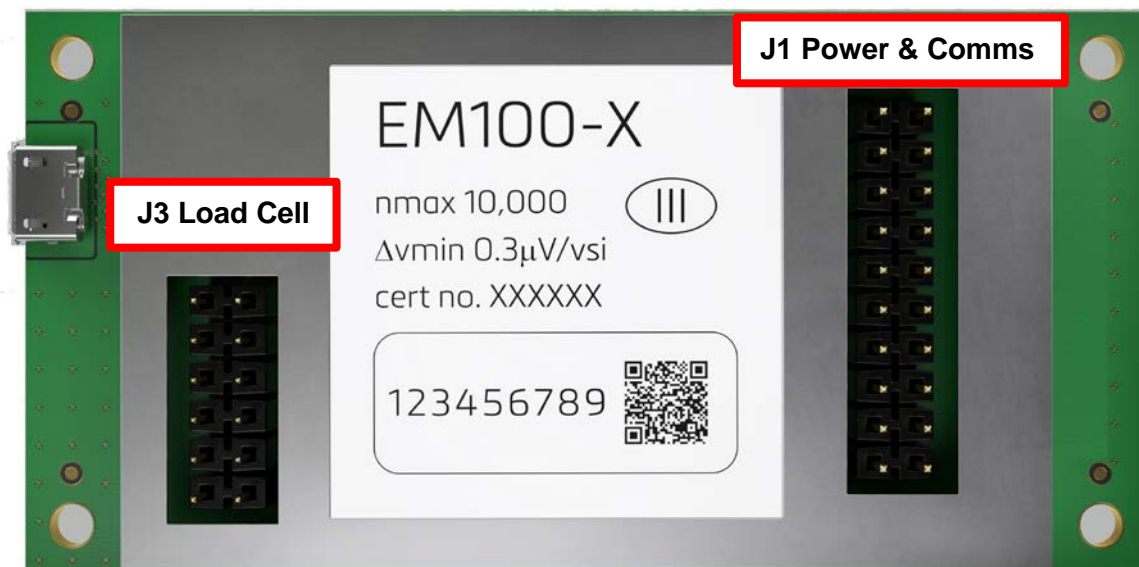 J1 Power & Comms
EM100-X
J3 Load Cell
nmax 10,000
III
Δvmin 0.3μV/vsi
cert no. XXXXXX
123456789